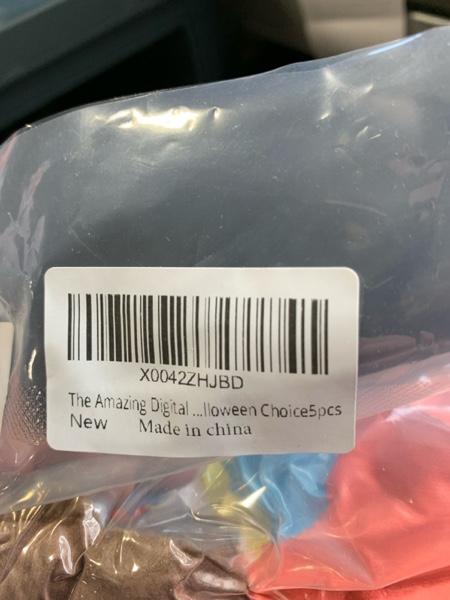 X0042ZHJBD
The Amazing Digital ...lloween Choice5pcs
New Made in china